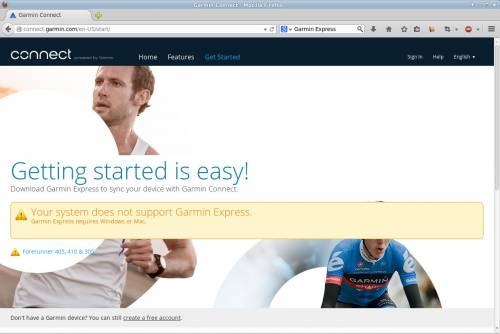 Garmin Connect - Mozilla Firefox
Garmin Connect
connect.garmin.com/en-US/start/
Garmin Express
connect powered by Garmin
Home Features Get Started
Sign In Help English
Getting started is easy!
Download Garmin Express to sync your device with Garmin Connect.
Your system does not support Garmin Express.
Garmin Express requires Windows or Mac.
Forerunner 405, 410 & 305
GARMIN
Don't have a Garmin device? You can still create a free account.